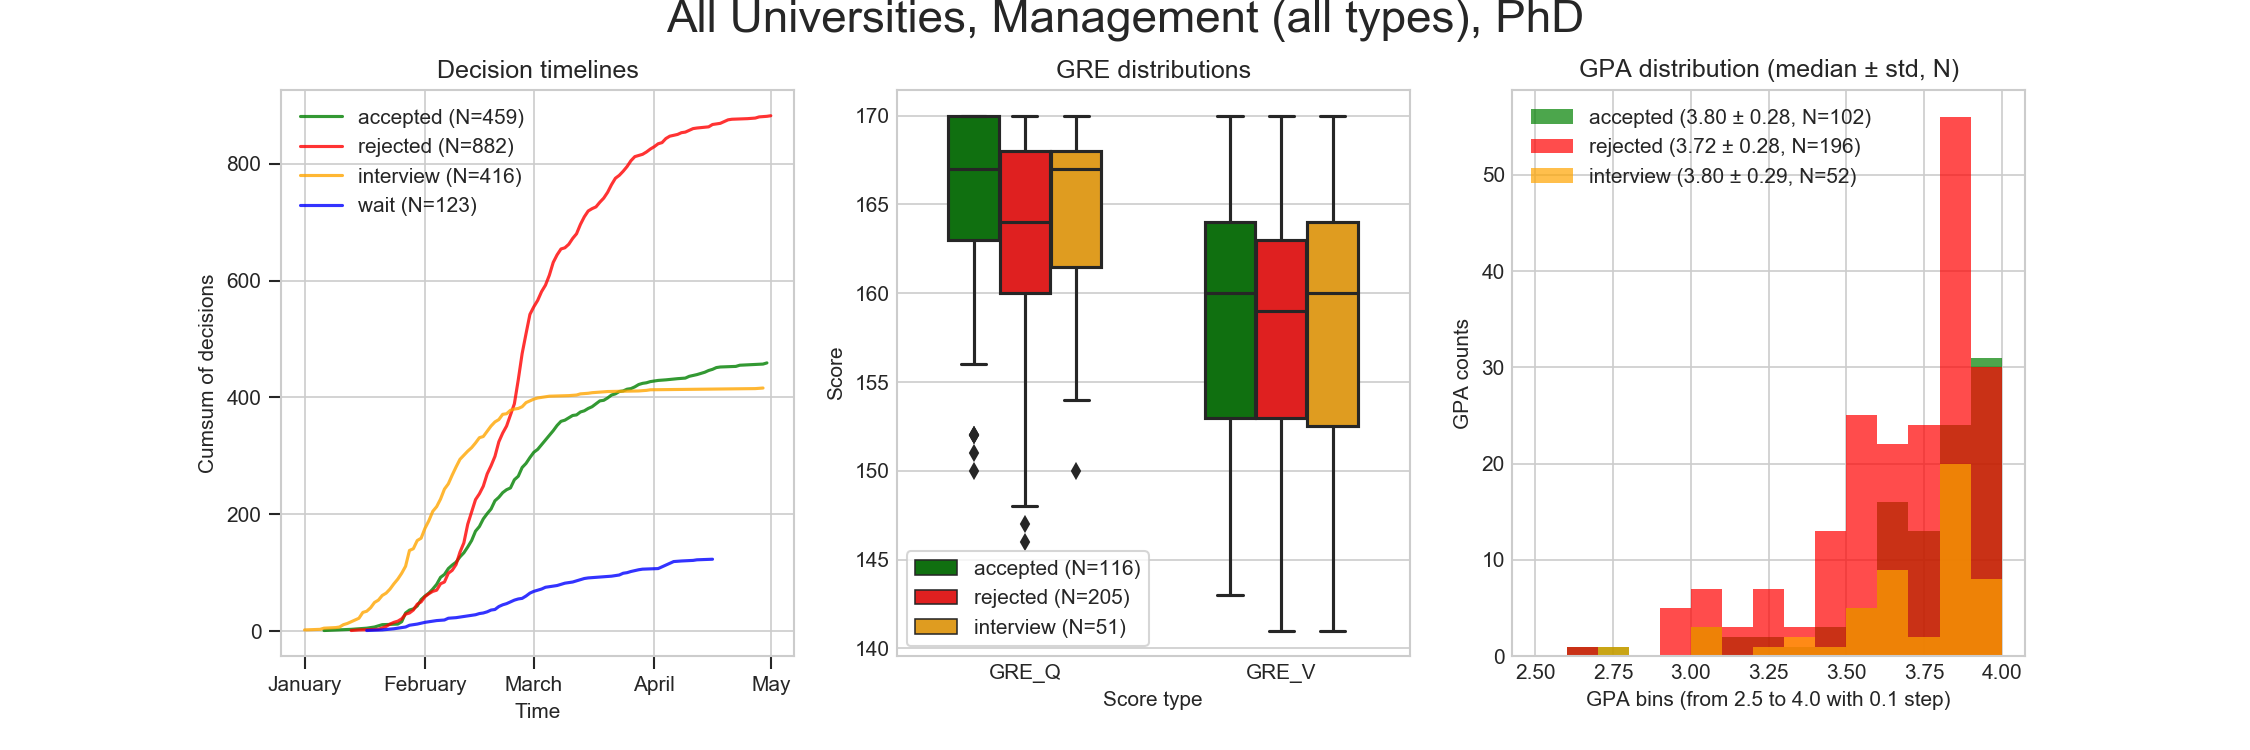 All Universities, Management (all types), PhD
Decision timelines
accepted (N=459)
rejected (N=882)
interview (N=416)
wait (N=123)
800
600
400
200
0
Cumsum of decisions
January February March April May
Time
GRE distributions
170
165
160
155
150
145
140
Score
accepted (N=116)
rejected (N=205)
interview (N=51)
GRE_Q GRE_V
Score type
GPA distribution (median ± std, N)
accepted (3.80 ± 0.28, N=102)
rejected (3.72 ± 0.28, N=196)
interview (3.80 ± 0.29, N=52)
50
40
30
20
10
0
GPA counts
2.50 2.75 3.00 3.25 3.50 3.75 4.00
GPA bins (from 2.5 to 4.0 with 0.1 step)